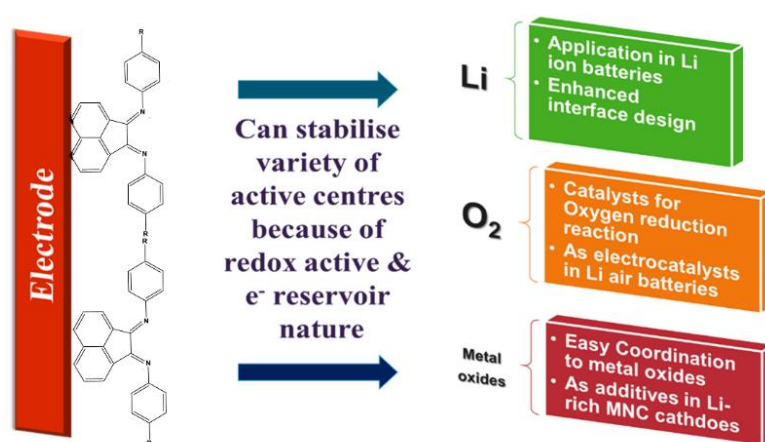 Electrode
R
N
N
R
R
N
N
R
Can stabilise
variety of
active centres
because of
redox active &
e- reservoir
nature
Li
• Application in Li
ion batteries
• Enhanced
interface design
O2
• Catalysts for
Oxygen reduction
reaction
• As electrocatalysts
in Li air batteries
Metal
oxides
• Easy Coordination
to metal oxides
• As additives in Li-
rich MNC cathdoes